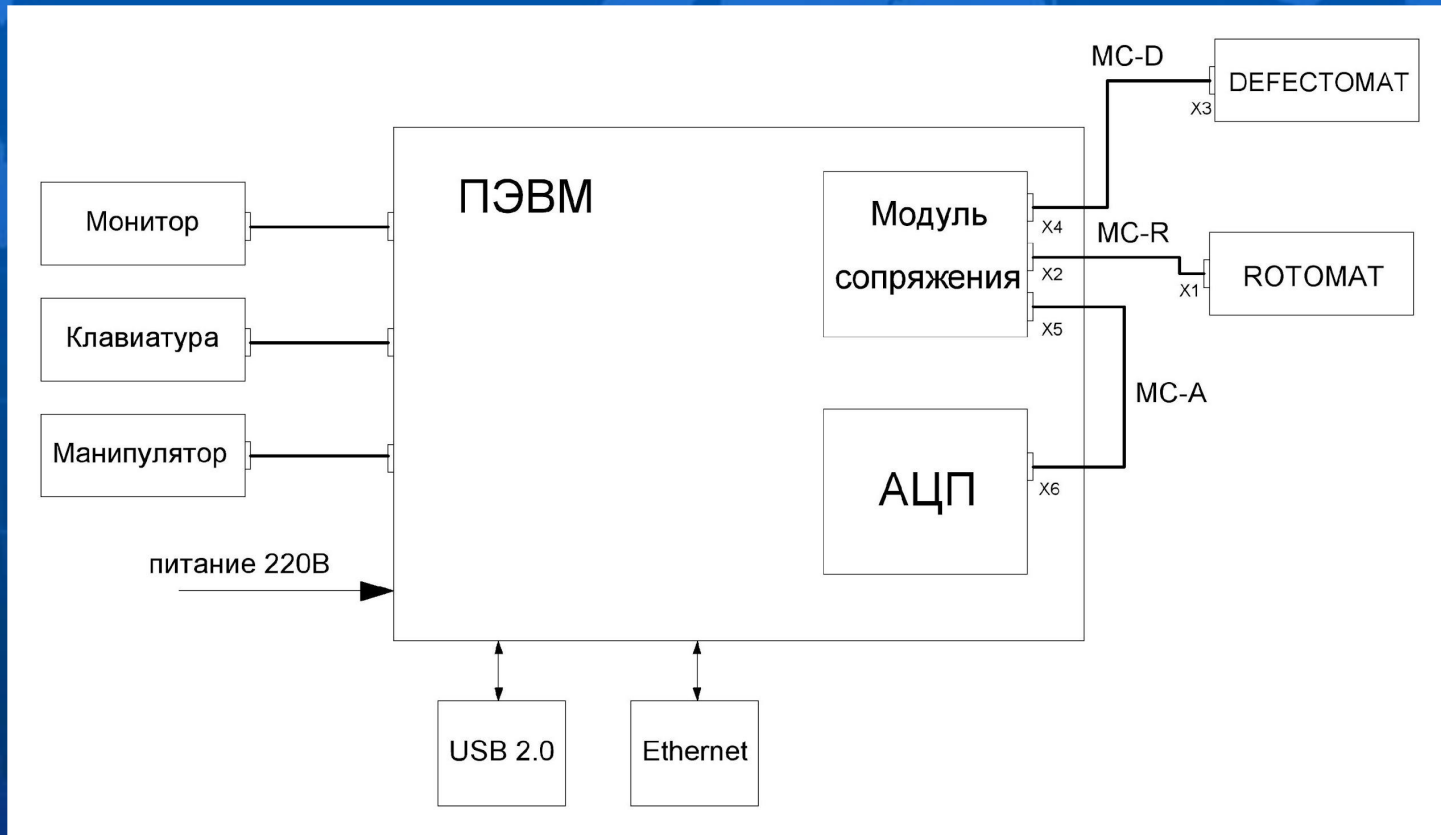 MC-D
DEFECTOMAT
X3
ПЭВМ
Монитор
Модуль
сопряжения
X4
MC-R
X2
X1
ROTOMAT
Клавиатура
X5
MC-A
Манипулятор
АЦП
X6
питание 220В
USB 2.0
Ethernet